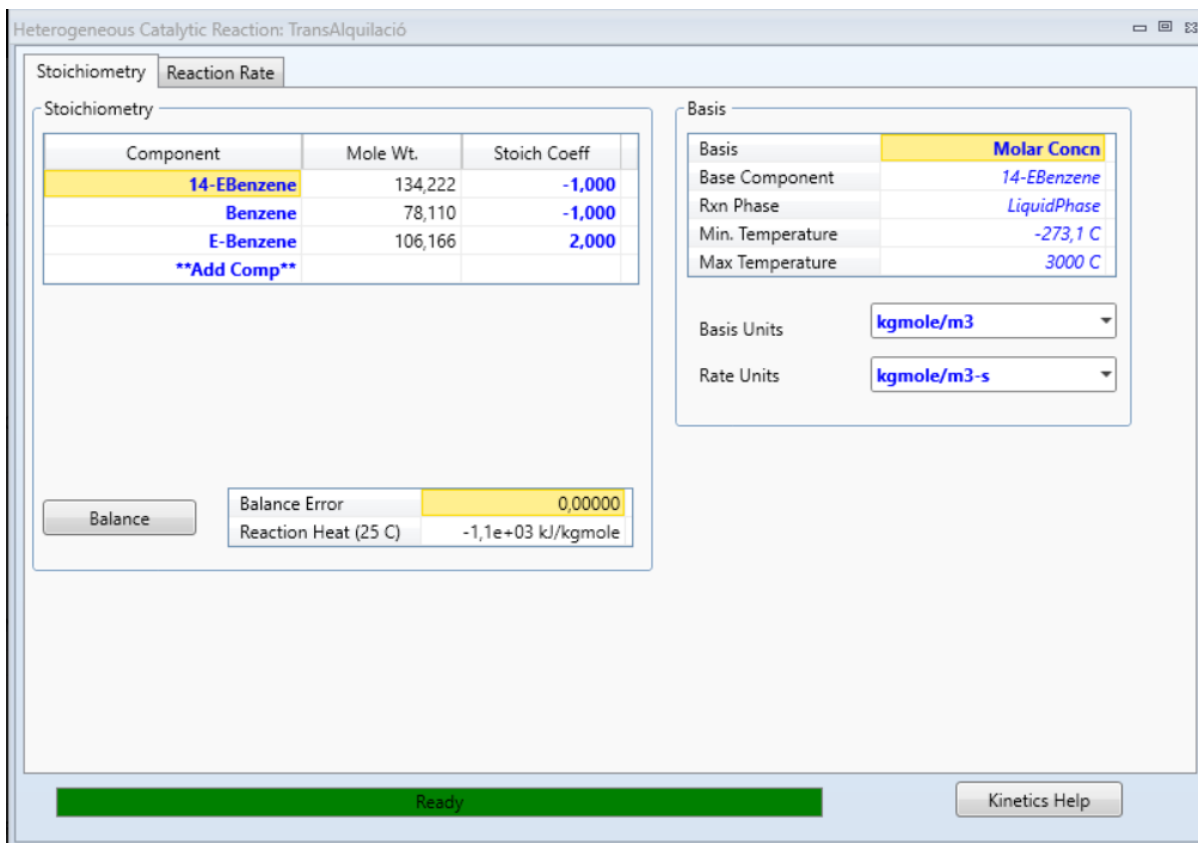 Heterogeneous Catalytic Reaction: TransAlquilació
Stoichiometry Reaction Rate
Stoichiometry
Component Mole Wt. Stoich Coeff
14-EBenzene 134,222 -1,000
Benzene 78,110 -1,000
E-Benzene 106,166 2,000
**Add Comp**
Balance
Balance Error 0,00000
Reaction Heat (25 C) -1,1e+03 kJ/kgmole
Basis
Basis Molar Concn
Base Component 14-EBenzene
Rxn Phase LiquidPhase
Min. Temperature -273,1 C
Max Temperature 3000 C
Basis Units kgmole/m3
Rate Units kgmole/m3-s
Ready
Kinetics Help